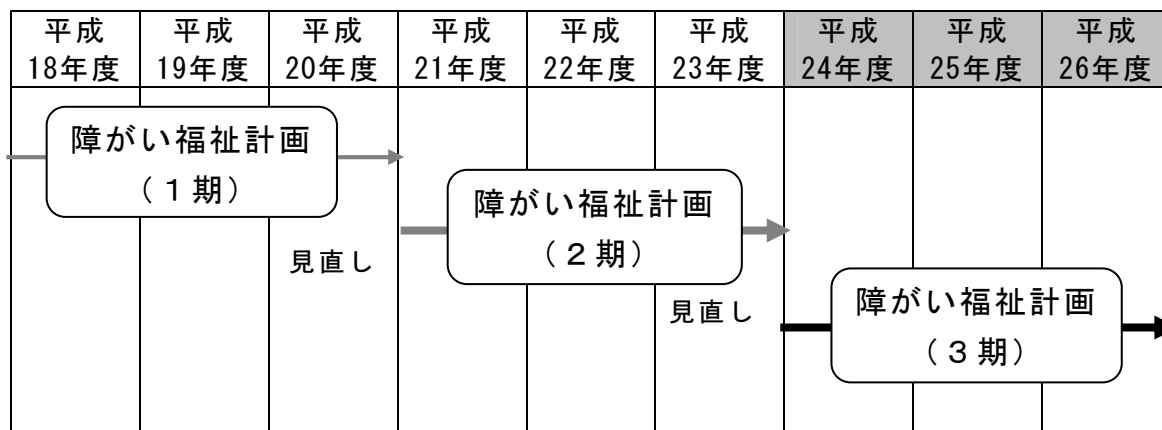 平成 平成 平成 平成 平成 平成 平成 平成 平成
18年度 19年度 20年度 21年度 22年度 23年度 24年度 25年度 26年度
障がい福祉計画
（１期）
障がい福祉計画
（２期）
見直し
障がい福祉計画
（３期）
見直し